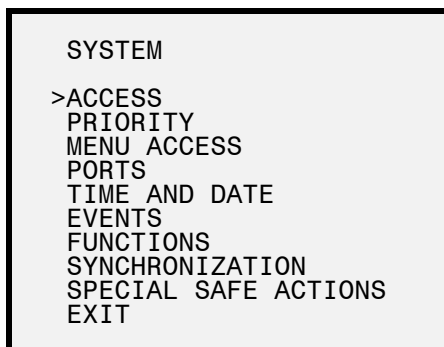 SYSTEM
>ACCESS
PRIORITY
MENU ACCESS
PORTS
TIME AND DATE
EVENTS
FUNCTIONS
SYNCHRONIZATION
SPECIAL SAFE ACTIONS
EXIT